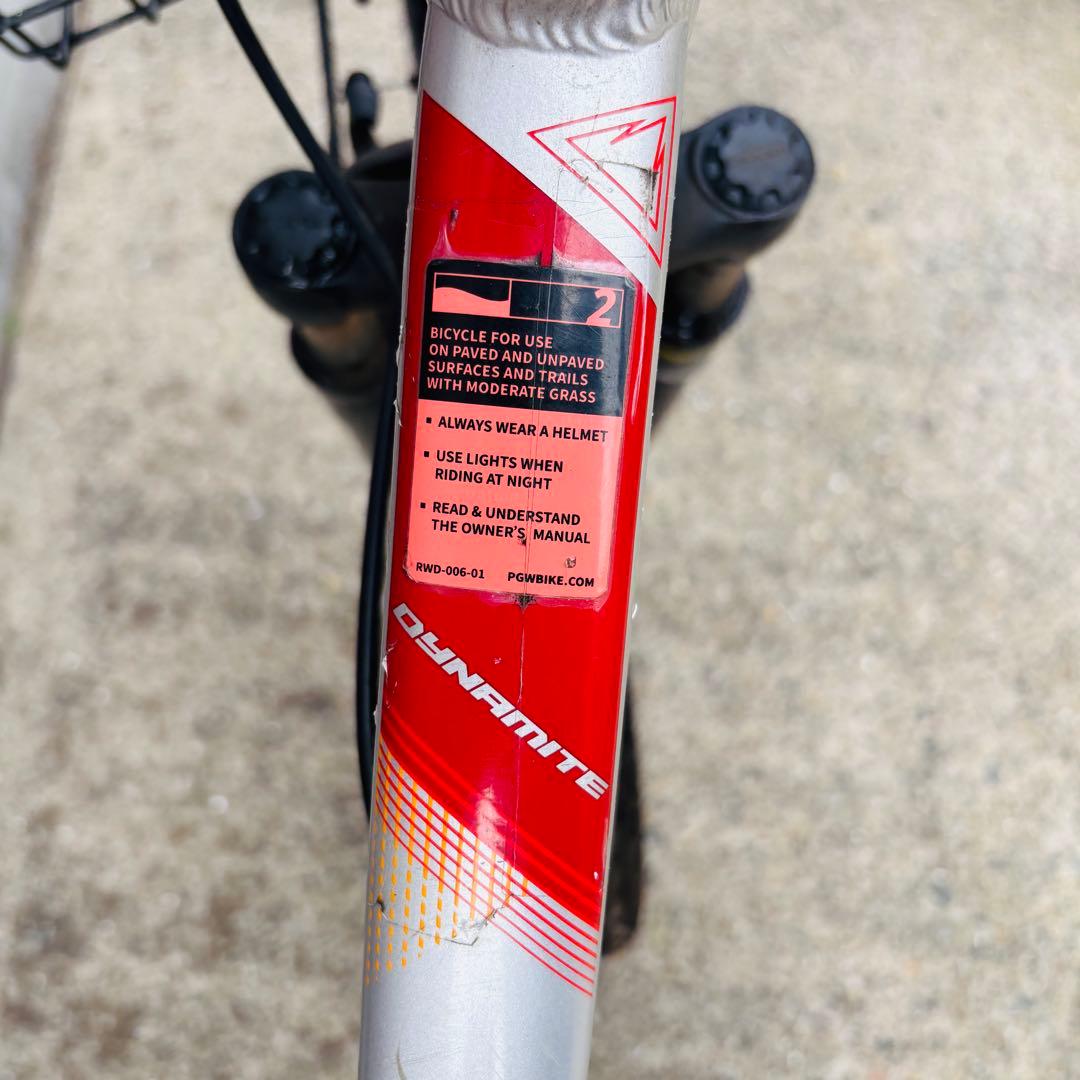 2
BICYCLE FOR USE
ON PAVED AND UNPAVED
SURFACES AND TRAILS
WITH MODERATE GRASS
▪ ALWAYS WEAR A HELMET
▪ USE LIGHTS WHEN
RIDING AT NIGHT
▪ READ & UNDERSTAND
THE OWNER'S MANUAL
RWD-006-01 PGWBIKE.COM
DYNAMITE